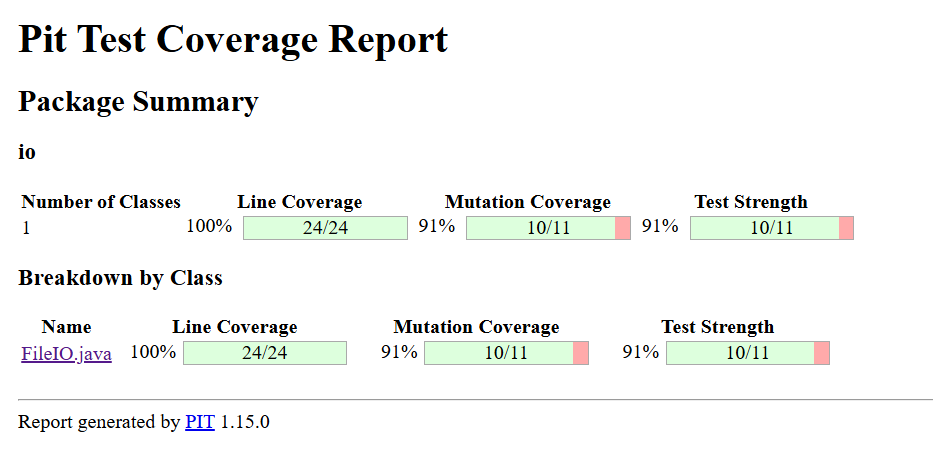 Pit Test Coverage Report
Package Summary
io
Number of Classes Line Coverage Mutation Coverage Test Strength
1 100% 24/24 91% 10/11 91% 10/11
Breakdown by Class
Name Line Coverage Mutation Coverage Test Strength
FileIO.java 100% 24/24 91% 10/11 91% 10/11
Report generated by PIT 1.15.0